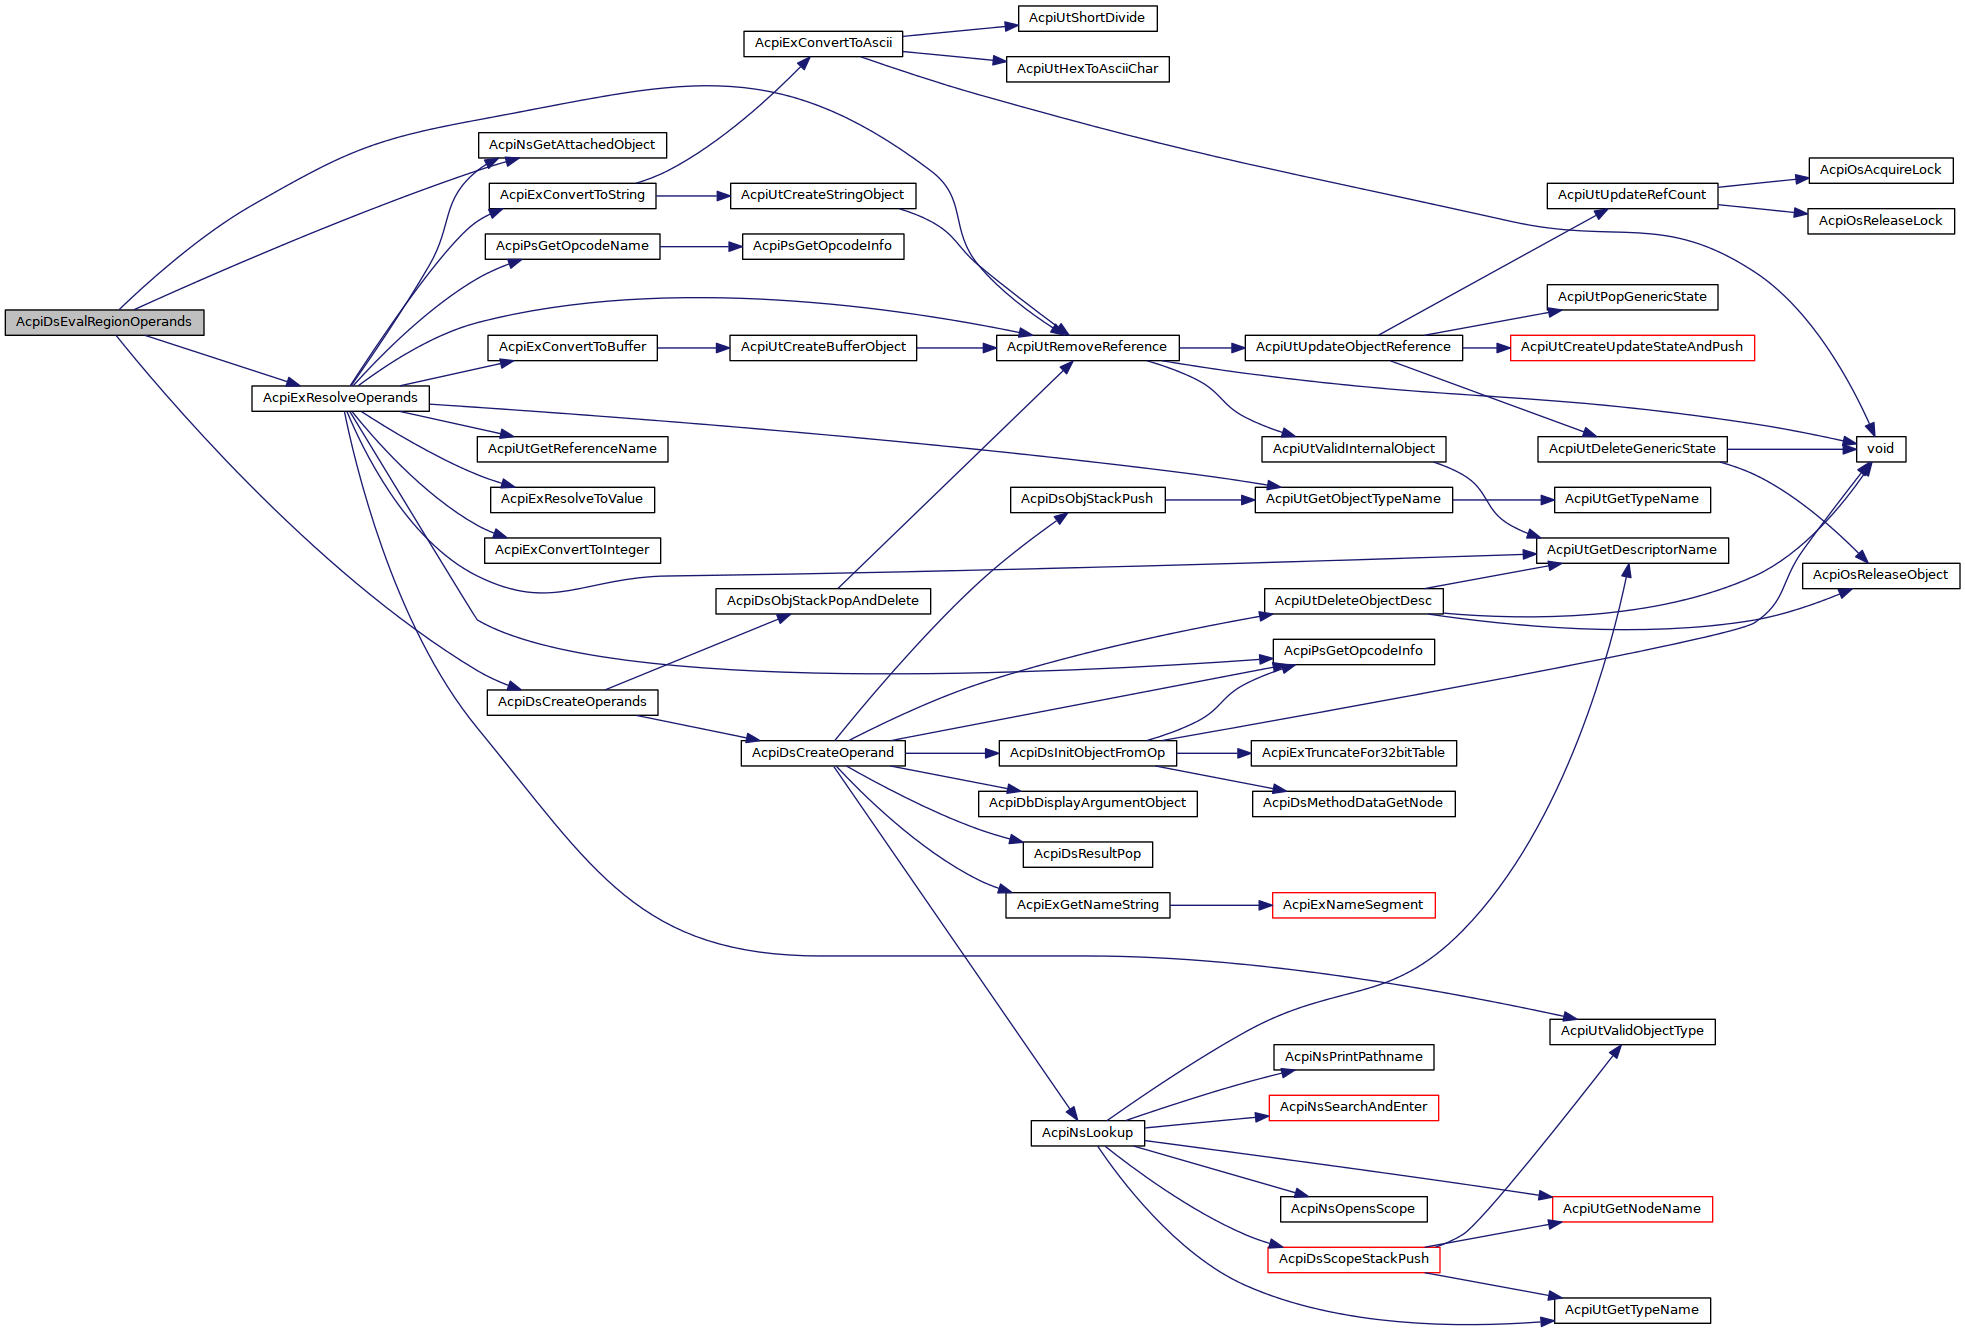 AcpiUtShortDivide
AcpiExConvertToAscii
AcpiUtHexToAsciiChar
AcpiNsGetAttachedObject
AcpiOsAcquireLock
AcpiExConvertToString
AcpiUtCreateStringObject
AcpiUtUpdateRefCount
AcpiOsReleaseLock
AcpiPsGetOpcodeName
AcpiPsGetOpcodeInfo
AcpiUtPopGenericState
AcpiDsEvalRegionOperands
AcpiExConvertToBuffer
AcpiUtCreateBufferObject
AcpiUtRemoveReference
AcpiUtUpdateObjectReference
AcpiUtCreateUpdateStateAndPush
AcpiExResolveOperands
AcpiUtGetReferenceName
AcpiUtValidInternalObject
AcpiUtDeleteGenericState
void
AcpiExResolveToValue
AcpiDsObjStackPush
AcpiUtGetObjectTypeName
AcpiUtGetTypeName
AcpiExConvertToInteger
AcpiUtGetDescriptorName
AcpiOsReleaseObject
AcpiDsObjStackPopAndDelete
AcpiUtDeleteObjectDesc
AcpiPsGetOpcodeInfo
AcpiDsCreateOperands
AcpiDsCreateOperand
AcpiDsInitObjectFromOp
AcpiExTruncateFor32bitTable
AcpiDbDisplayArgumentObject
AcpiDsMethodDataGetNode
AcpiDsResultPop
AcpiExGetNameString
AcpiExNameSegment
AcpiUtValidObjectType
AcpiNsPrintPathname
AcpiNsSearchAndEnter
AcpiNsLookup
AcpiNsOpensScope
AcpiUtGetNodeName
AcpiDsScopeStackPush
AcpiUtGetTypeName